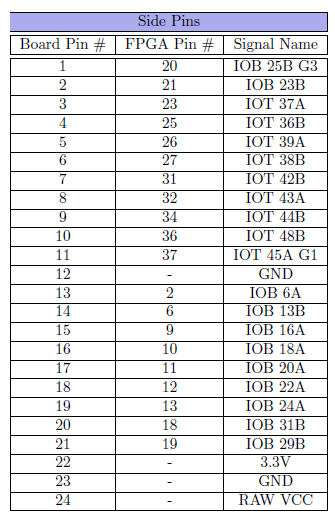 Side Pins
Board Pin # FPGA Pin # Signal Name
1 20 IOB 25B G3
2 21 IOB 23B
3 23 IOT 37A
4 25 IOT 36B
5 26 IOT 39A
6 27 IOT 38B
7 31 IOT 42B
8 32 IOT 43A
9 34 IOT 44B
10 36 IOT 48B
11 37 IOT 45A G1
12 - GND
13 2 IOB 6A
14 6 IOB 13B
15 9 IOB 16A
16 10 IOB 18A
17 11 IOB 20A
18 12 IOB 22A
19 13 IOB 24A
20 18 IOB 31B
21 19 IOB 29B
22 - 3.3V
23 - GND
24 - RAW VCC